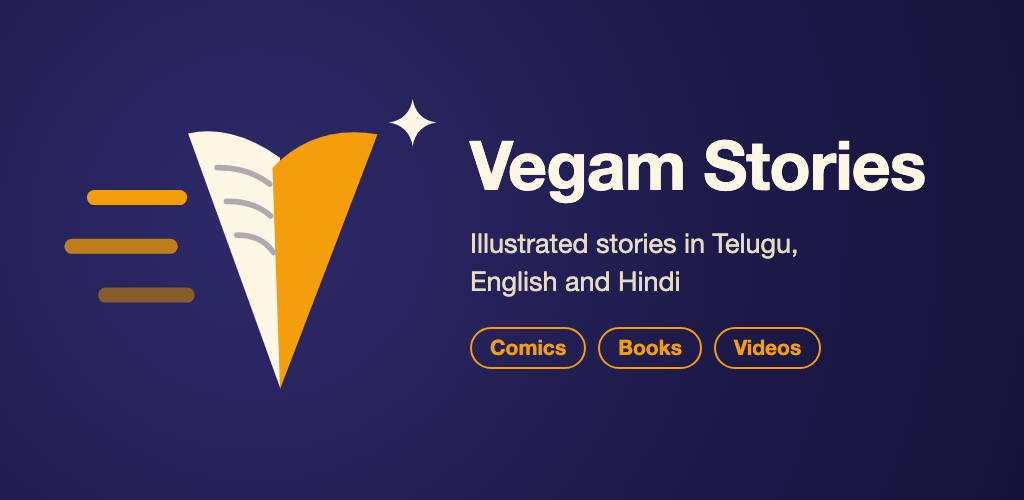 Vegam Stories
Illustrated stories in Telugu,
English and Hindi
Comics Books Videos